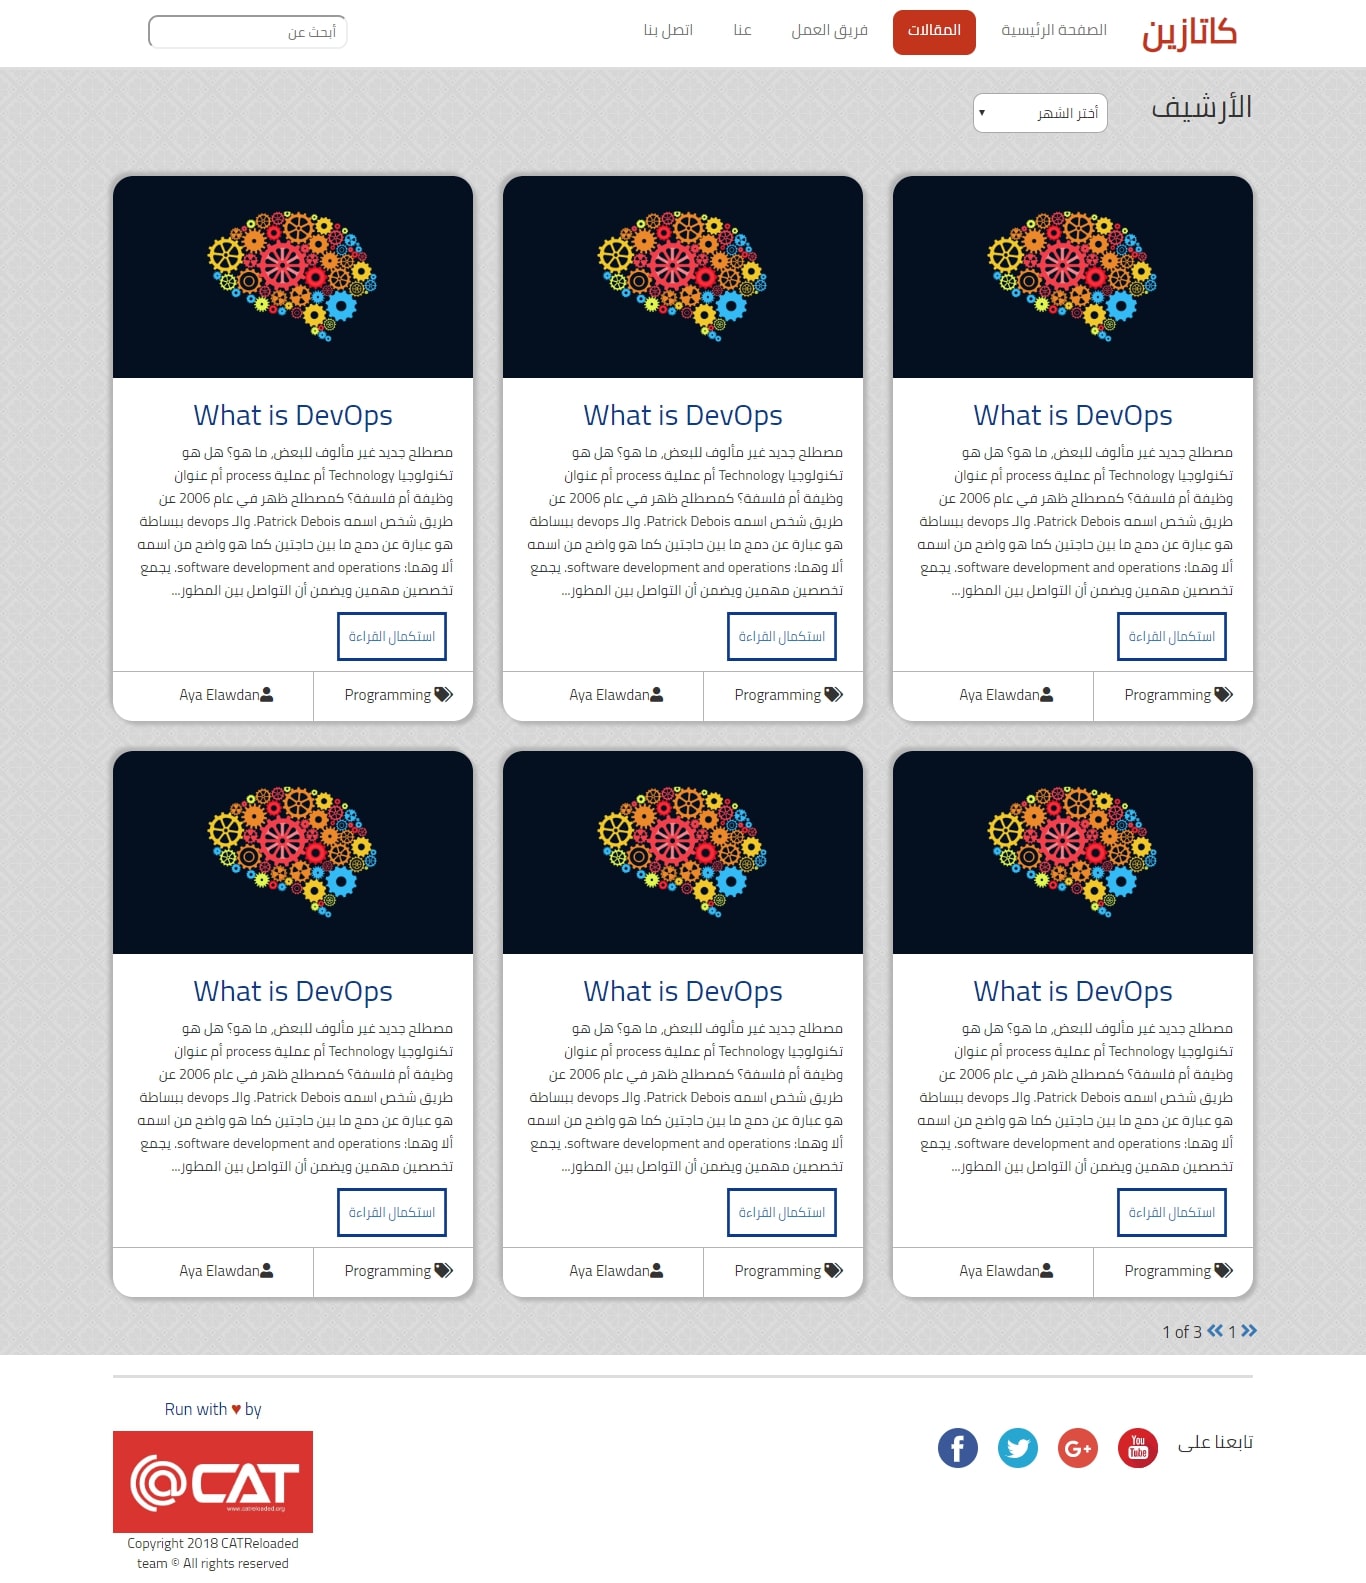 كاتازين
الصفحة الرئيسية
المقالات
فريق العمل
عنا
اتصل بنا
أبحث عن
الأرشيف
أختر الشهر
What is DevOps
مصطلح جديد غير مألوف للبعض, ما هو؟ هل هو
تكنولوجيا Technology أم عملية process أم عنوان
وظيفة أم فلسفة؟ كمصطلح ظهر في عام 2006 عن
طريق شخص اسمه Patrick Debois. والـ devops ببساطة
هو عبارة عن دمج ما بين حاجتين كما هو واضح من اسمه
ألا وهما: software development and operations. يجمع
تخصصين مهمين ويضمن أن التواصل بين المطور...
استكمال القراءة
Programming
Aya Elawdan
What is DevOps
مصطلح جديد غير مألوف للبعض, ما هو؟ هل هو
تكنولوجيا Technology أم عملية process أم عنوان
وظيفة أم فلسفة؟ كمصطلح ظهر في عام 2006 عن
طريق شخص اسمه Patrick Debois. والـ devops ببساطة
هو عبارة عن دمج ما بين حاجتين كما هو واضح من اسمه
ألا وهما: software development and operations. يجمع
تخصصين مهمين ويضمن أن التواصل بين المطور...
استكمال القراءة
Programming
Aya Elawdan
What is DevOps
مصطلح جديد غير مألوف للبعض, ما هو؟ هل هو
تكنولوجيا Technology أم عملية process أم عنوان
وظيفة أم فلسفة؟ كمصطلح ظهر في عام 2006 عن
طريق شخص اسمه Patrick Debois. والـ devops ببساطة
هو عبارة عن دمج ما بين حاجتين كما هو واضح من اسمه
ألا وهما: software development and operations. يجمع
تخصصين مهمين ويضمن أن التواصل بين المطور...
استكمال القراءة
Programming
Aya Elawdan
What is DevOps
مصطلح جديد غير مألوف للبعض, ما هو؟ هل هو
تكنولوجيا Technology أم عملية process أم عنوان
وظيفة أم فلسفة؟ كمصطلح ظهر في عام 2006 عن
طريق شخص اسمه Patrick Debois. والـ devops ببساطة
هو عبارة عن دمج ما بين حاجتين كما هو واضح من اسمه
ألا وهما: software development and operations. يجمع
تخصصين مهمين ويضمن أن التواصل بين المطور...
استكمال القراءة
Programming
Aya Elawdan
What is DevOps
مصطلح جديد غير مألوف للبعض, ما هو؟ هل هو
تكنولوجيا Technology أم عملية process أم عنوان
وظيفة أم فلسفة؟ كمصطلح ظهر في عام 2006 عن
طريق شخص اسمه Patrick Debois. والـ devops ببساطة
هو عبارة عن دمج ما بين حاجتين كما هو واضح من اسمه
ألا وهما: software development and operations. يجمع
تخصصين مهمين ويضمن أن التواصل بين المطور...
استكمال القراءة
Programming
Aya Elawdan
What is DevOps
مصطلح جديد غير مألوف للبعض, ما هو؟ هل هو
تكنولوجيا Technology أم عملية process أم عنوان
وظيفة أم فلسفة؟ كمصطلح ظهر في عام 2006 عن
طريق شخص اسمه Patrick Debois. والـ devops ببساطة
هو عبارة عن دمج ما بين حاجتين كما هو واضح من اسمه
ألا وهما: software development and operations. يجمع
تخصصين مهمين ويضمن أن التواصل بين المطور...
استكمال القراءة
Programming
Aya Elawdan
1 of 3 « 1 »
تابعنا على
You
Tube
G+
f
Run with ♥ by
@CAT
www.catreloaded.org
Copyright 2018 CATReloaded
team © All rights reserved